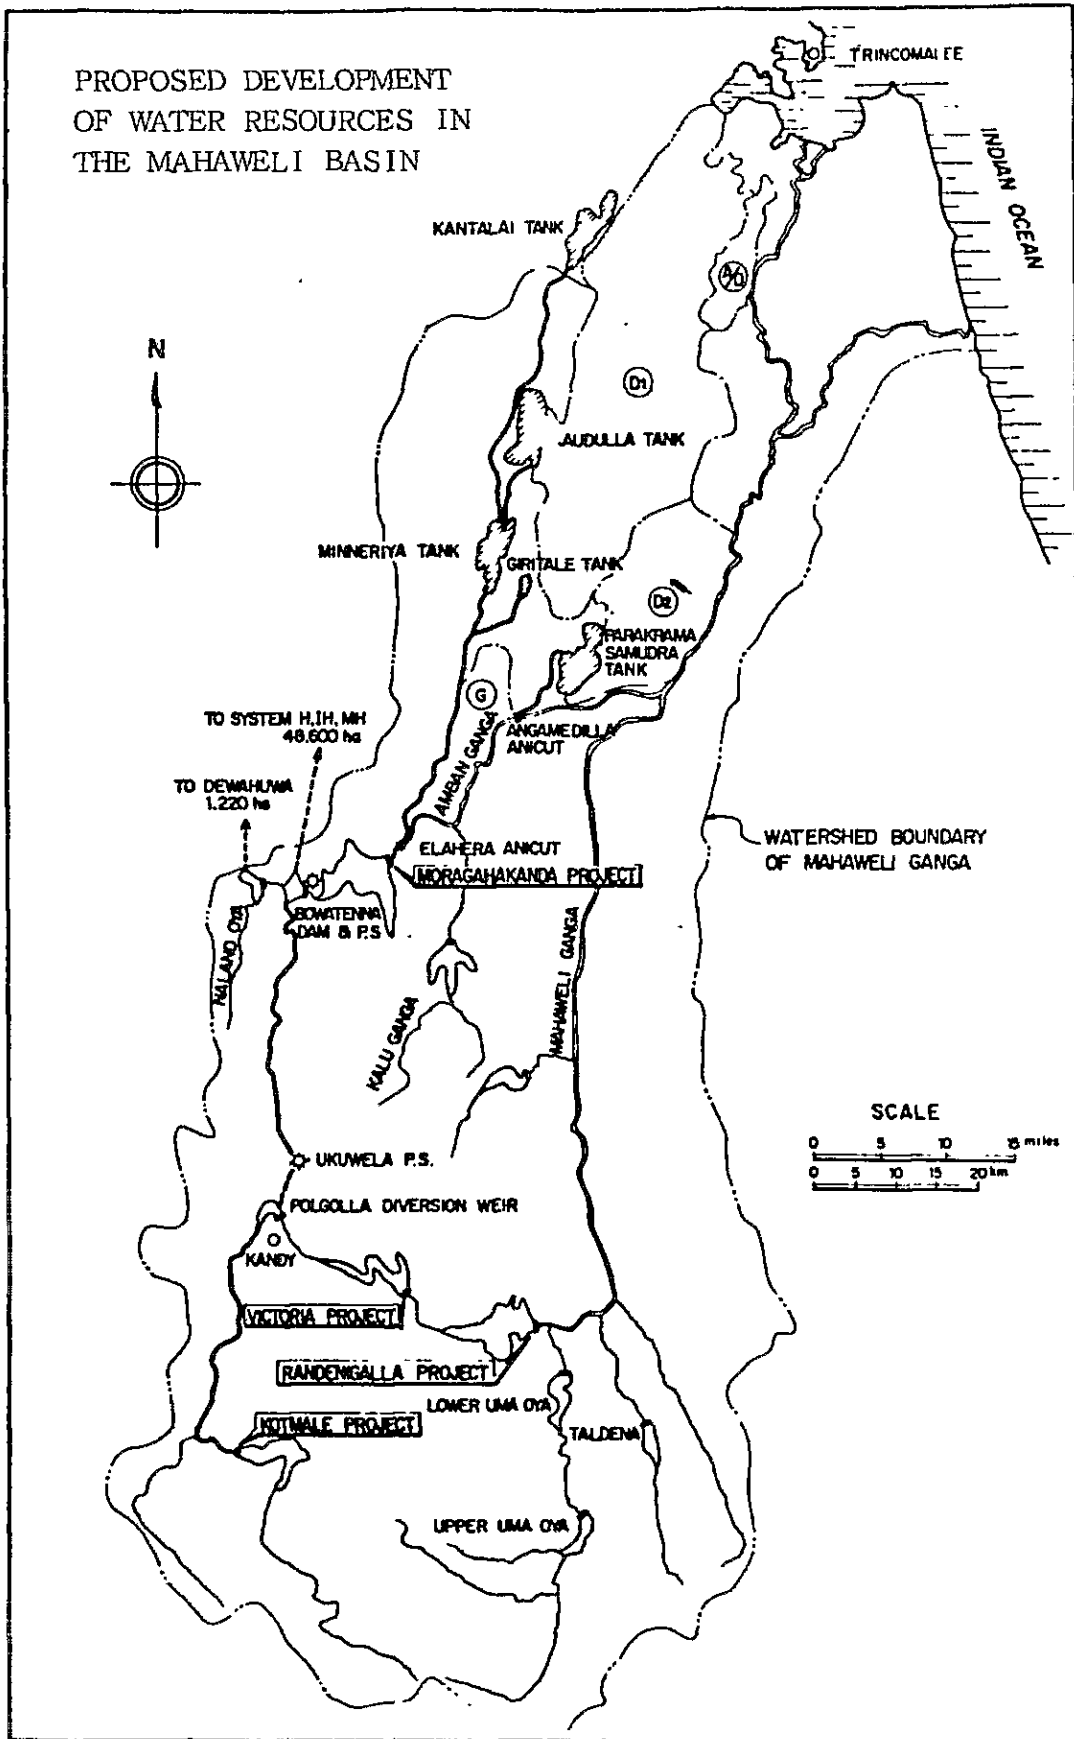 PROPOSED DEVELOPMENT
OF WATER RESOURCES IN
THE MAHAWELI BASIN
TRINCOMALEE
INDIAN OCEAN
KANTALAI TANK
A/D
N
D1
KAUDULLA TANK
MINNERIYA TANK
GIRITALE TANK
D2
PARAKRAMA
SAMUDRA
TANK
G
TO SYSTEM H,IH,MH
48,600 ha
ANGAMEDILLA
ANICUT
AMBAN GANGA
TO DEWAHUWA
1,220 ha
WATERSHED BOUNDARY
OF MAHAWELI GANGA
ELAHERA ANICUT
MORAGAHAKANDA PROJECT
BOWATENNA
DAM & P.S
NALAND OYA
MAHAWELI GANGA
KALU GANGA
SCALE
0 5 10 15 miles
0 5 10 15 20 km
UKUWELA P.S.
POLGOLLA DIVERSION WEIR
KANDY
VICTORIA PROJECT
RANDENIGALLA PROJECT
LOWER UMA OYA
KOTMALE PROJECT
TALDENA
UPPER UMA OYA